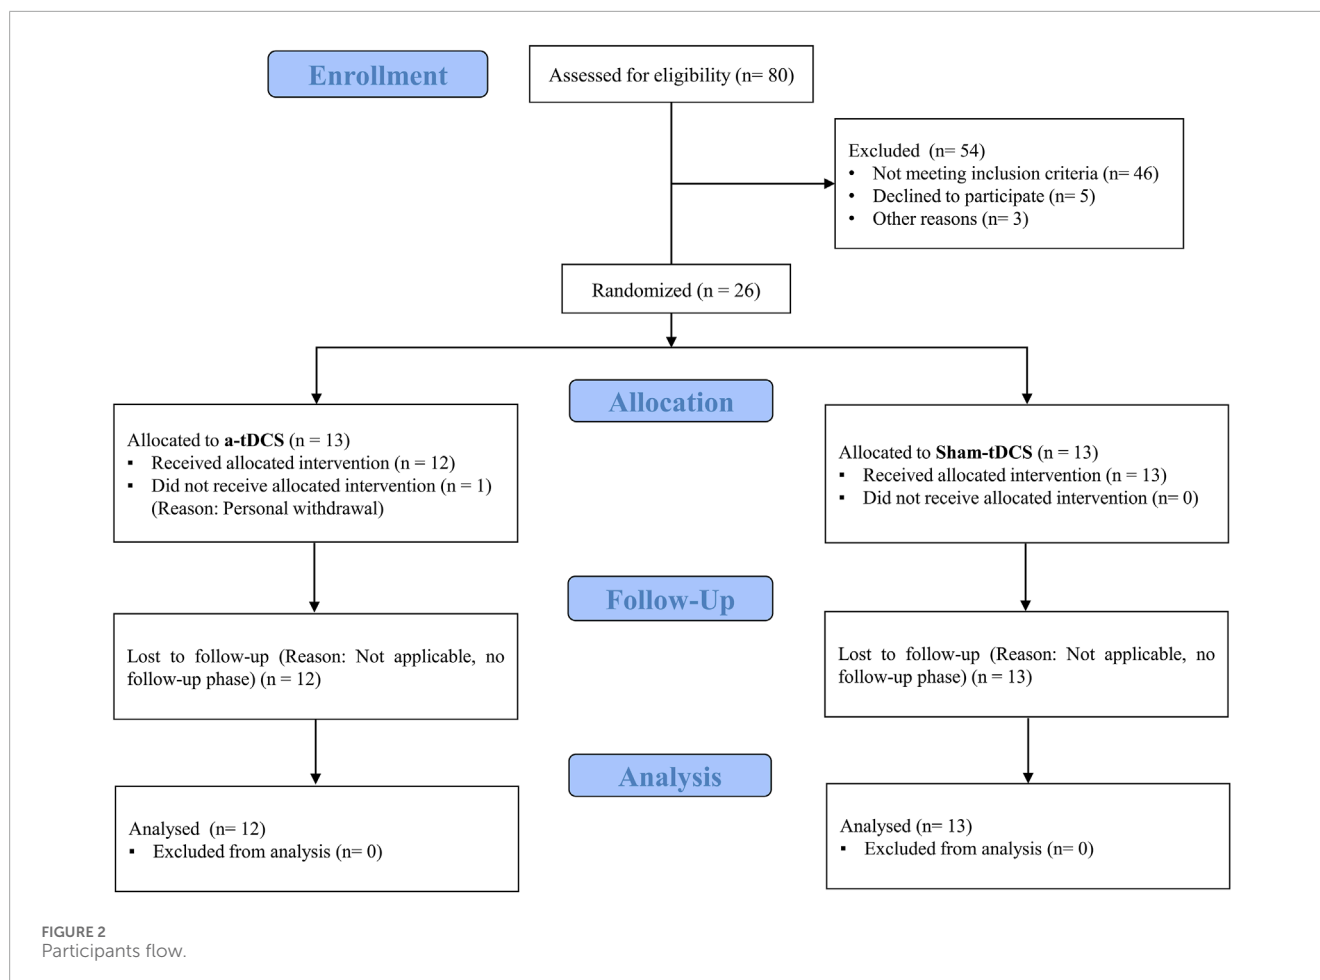 Enrollment
Assessed for eligibility (n= 80)
Excluded (n= 54)
• Not meeting inclusion criteria (n= 46)
• Declined to participate (n= 5)
• Other reasons (n= 3)
Randomized (n = 26)
Allocation
Allocated to a-tDCS (n = 13)
▪ Received allocated intervention (n = 12)
▪ Did not receive allocated intervention (n = 1)
(Reason: Personal withdrawal)
Allocated to Sham-tDCS (n = 13)
▪ Received allocated intervention (n = 13)
▪ Did not receive allocated intervention (n= 0)
Follow-Up
Lost to follow-up (Reason: Not applicable, no
follow-up phase) (n = 12)
Lost to follow-up (Reason: Not applicable, no
follow-up phase) (n = 13)
Analysis
Analysed (n= 12)
▪ Excluded from analysis (n= 0)
Analysed (n= 13)
▪ Excluded from analysis (n= 0)
FIGURE 2
Participants flow.